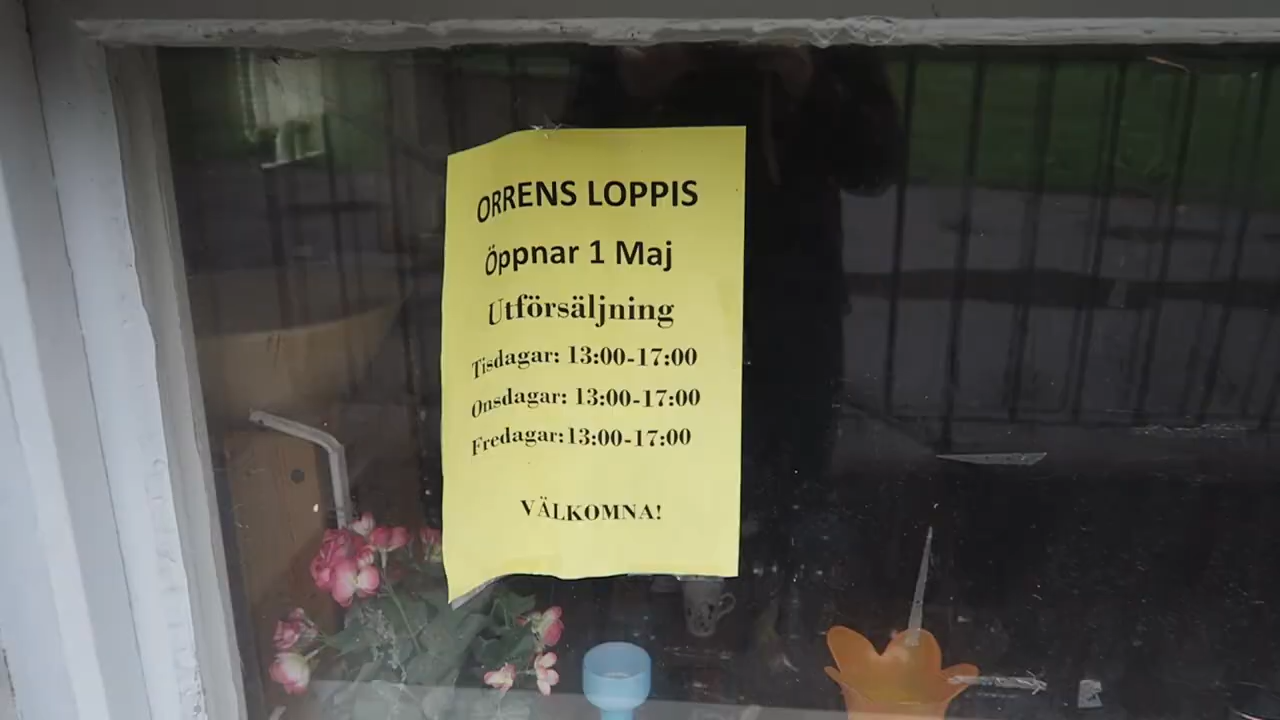 ORRENS LOPPIS
Öppnar 1 Maj
Utförsäljning
Tisdagar: 13:00-17:00
Onsdagar: 13:00-17:00
Fredagar:13:00-17:00
VÄLKOMNA!